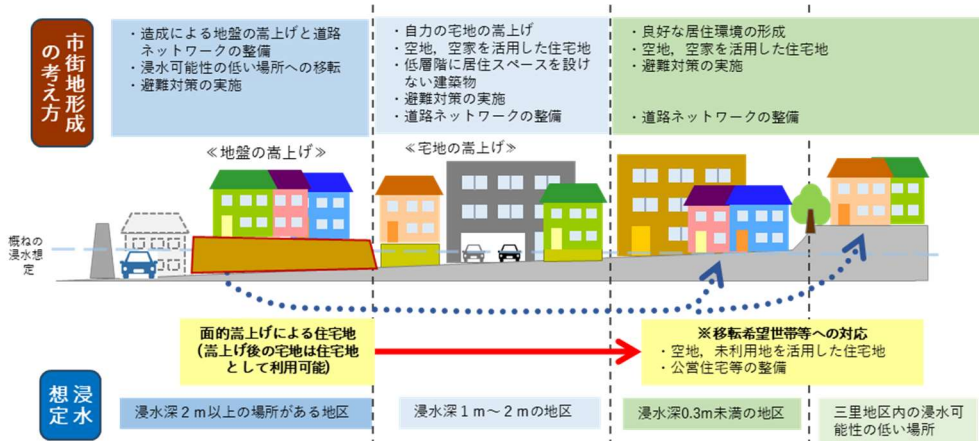 市街地形成
の考え方
・造成による地盤の嵩上げと道路
ネットワークの整備
・浸水可能性の低い場所への移転
・避難対策の実施
・自力の宅地の嵩上げ
・空地，空家を活用した住宅地
・低層階に居住スペースを設け
ない建築物
・避難対策の実施
・道路ネットワークの整備
・良好な居住環境の形成
・空地，空家を活用した住宅地
・避難対策の実施
・道路ネットワークの整備
≪地盤の嵩上げ≫
≪宅地の嵩上げ≫
概ねの
浸水想
定
面的嵩上げによる住宅地
(嵩上げ後の宅地は住宅地
として利用可能)
※移転希望世帯等への対応
・空地，未利用地を活用した住宅地
・公営住宅等の整備
浸水
想定
浸水深２ｍ以上の場所がある地区
浸水深1ｍ～２ｍの地区
浸水深0.3m未満の地区
三里地区内の浸水可
能性の低い場所